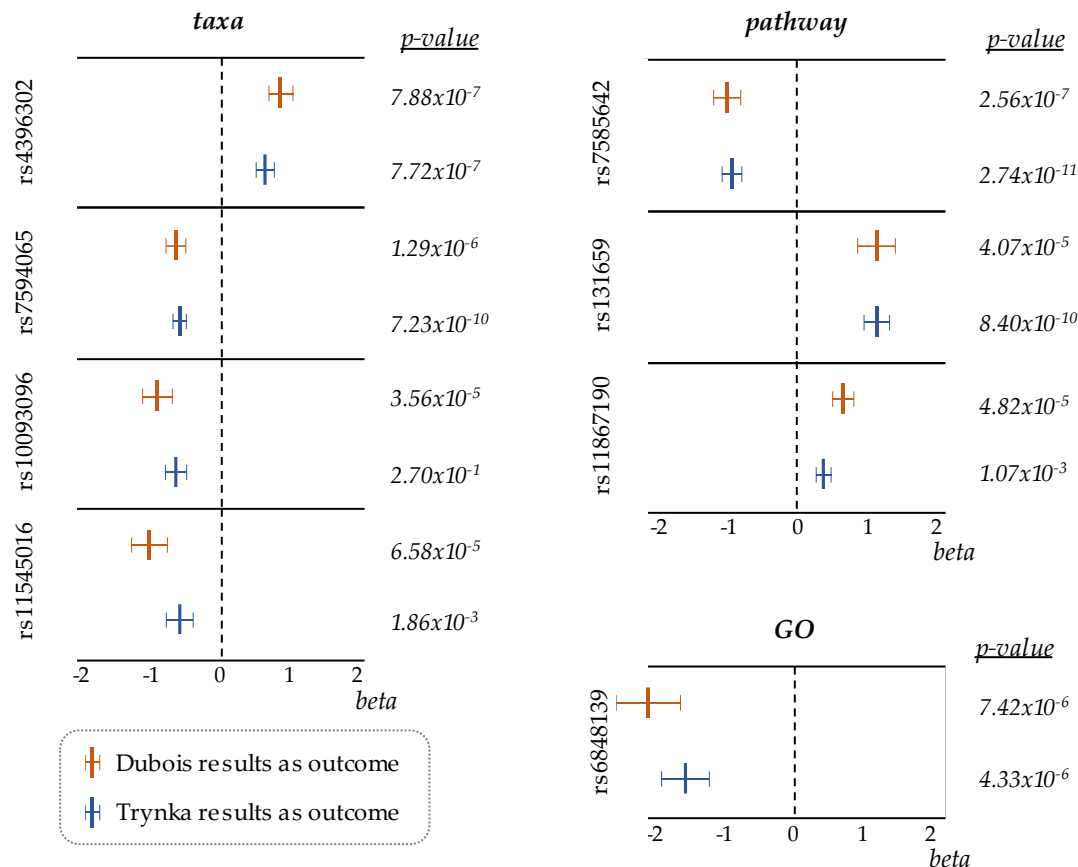 taxa
p-value
rs4396302
7.88x10-7
7.72x10-7
rs7594065
1.29x10-6
7.23x10-10
rs10093096
3.56x10-5
2.70x10-1
rs11545016
6.58x10-5
1.86x10-3
-2 -1 0 1 2
beta
Dubois results as outcome
Trynka results as outcome
pathway
p-value
rs7585642
2.56x10-7
2.74x10-11
rs131659
4.07x10-5
8.40x10-10
rs11867190
4.82x10-5
1.07x10-3
-2 -1 0 1 2
beta
GO
p-value
rs6848139
7.42x10-6
4.33x10-6
-2 -1 0 1 2
beta